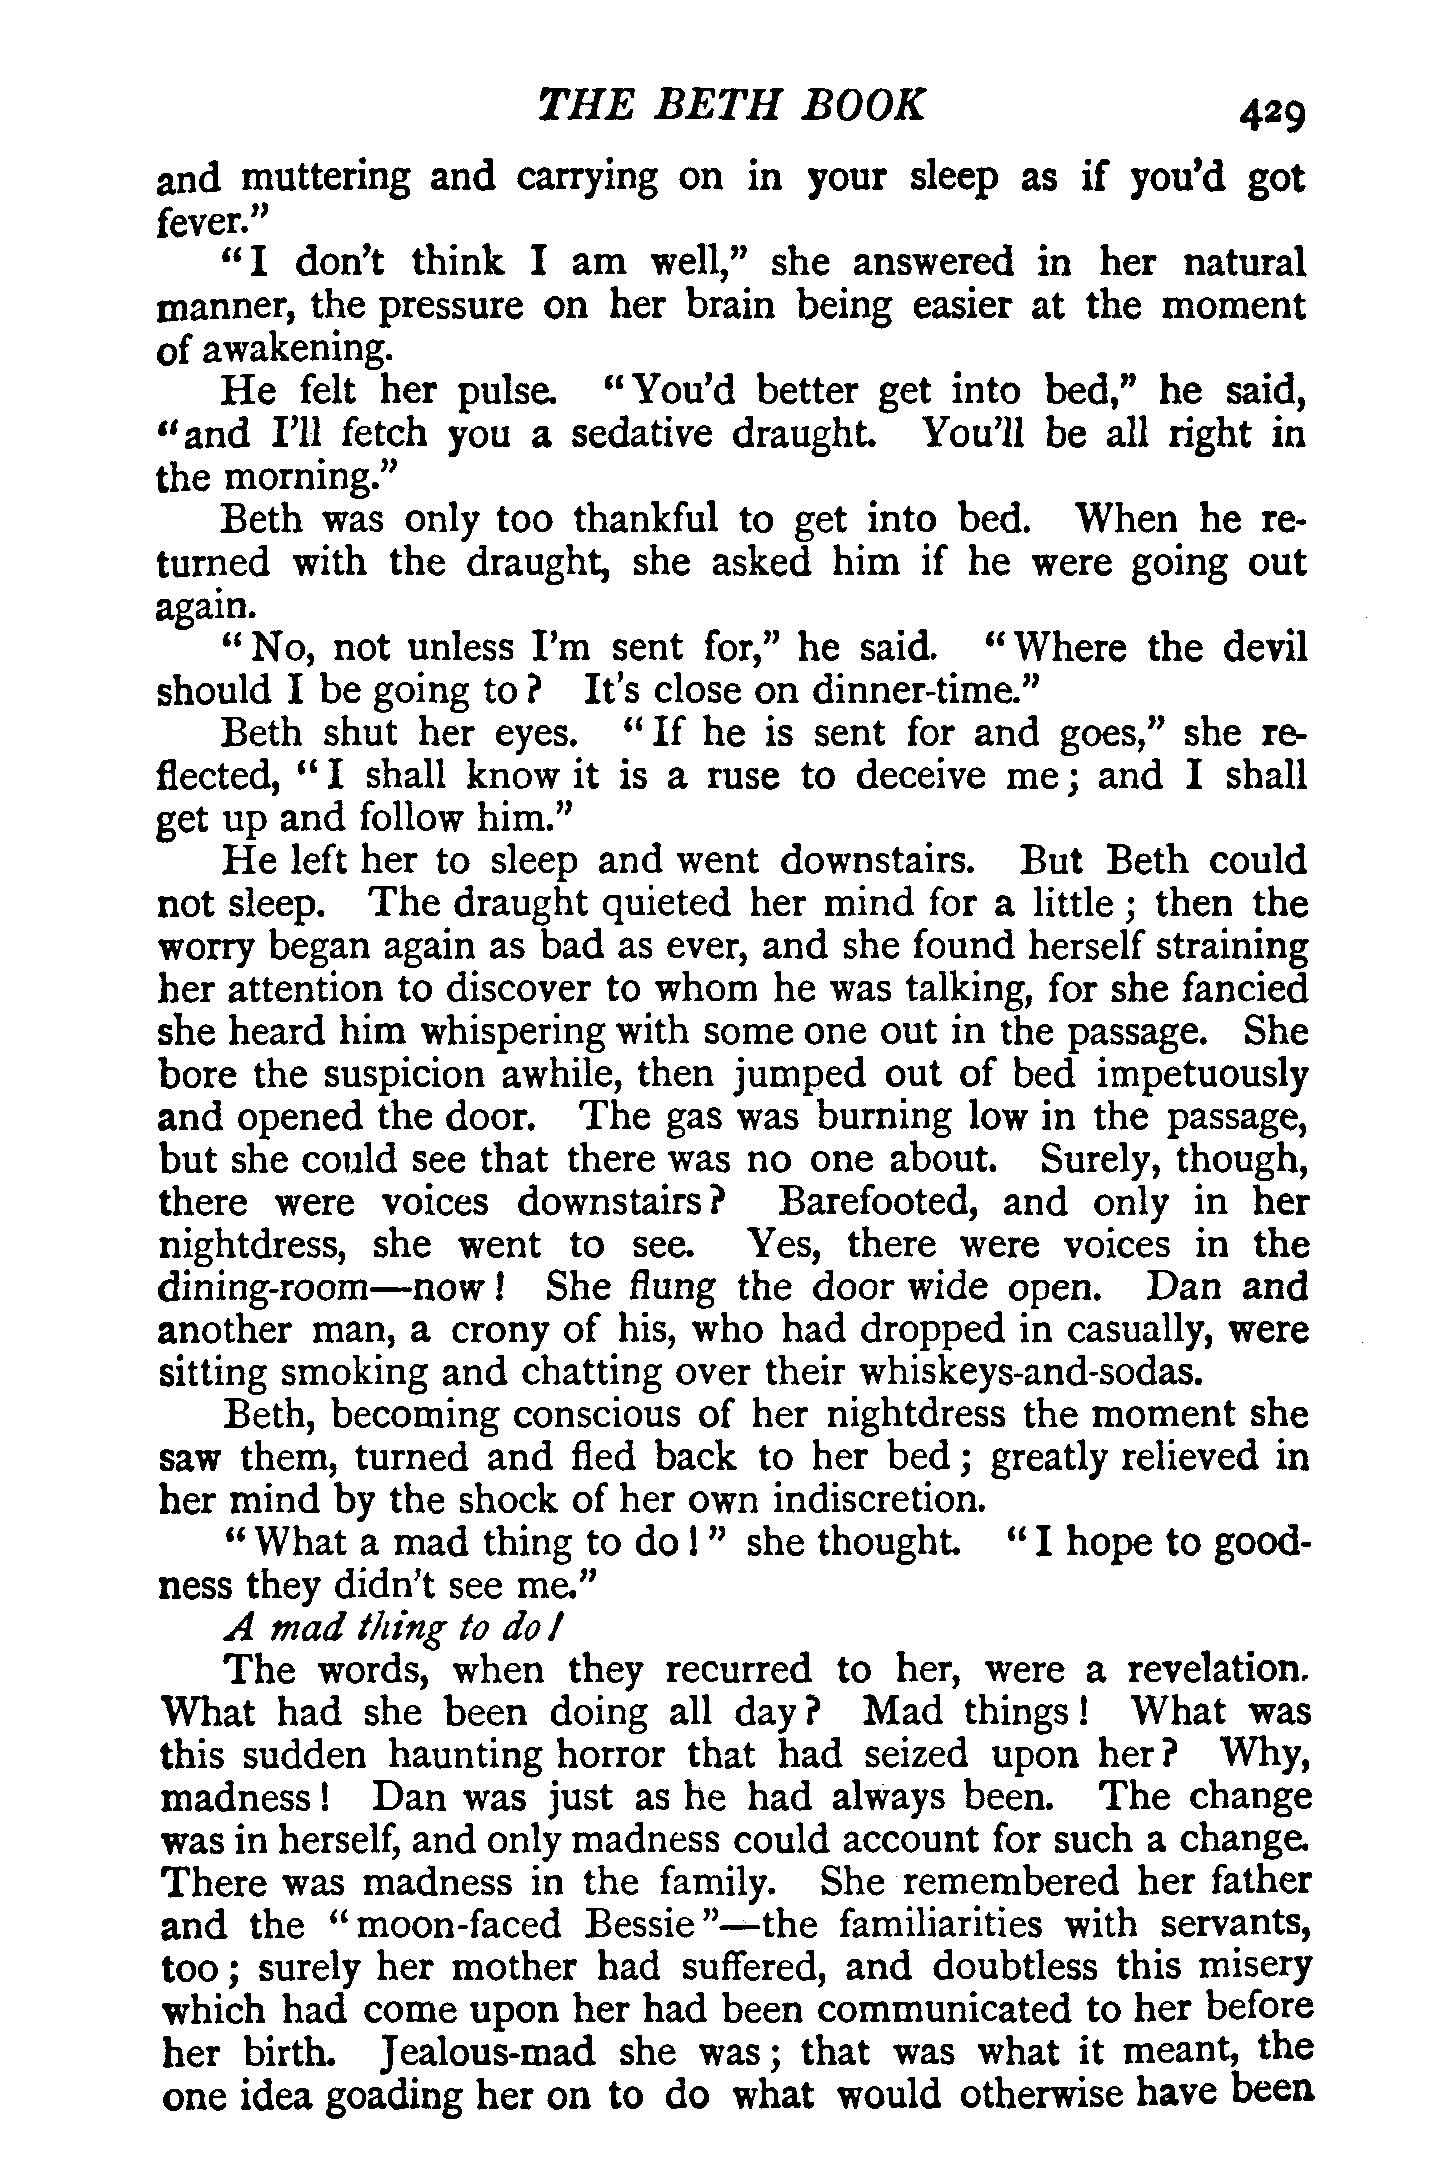 THE BETH BOOK 429
and muttering and carrying on in your sleep as if you'd got
fever."
"I don't think I am well," she answered in her natural
manner, the pressure on her brain being easier at the moment
of awakening.
He felt her pulse. "You'd better get into bed," he said,
"and I'll fetch you a sedative draught. You'll be all right in
the morning."
Beth was only too thankful to get into bed. When he re-
turned with the draught, she asked him if he were going out
again.
"No, not unless I'm sent for," he said. "Where the devil
should I be going to? It's close on dinner-time."
Beth shut her eyes. "If he is sent for and goes," she re-
flected, "I shall know it is a ruse to deceive me; and I shall
get up and follow him."
He left her to sleep and went downstairs. But Beth could
not sleep. The draught quieted her mind for a little; then the
worry began again as bad as ever, and she found herself straining
her attention to discover to whom he was talking, for she fancied
she heard him whispering with some one out in the passage. She
bore the suspicion awhile, then jumped out of bed impetuously
and opened the door. The gas was burning low in the passage,
but she could see that there was no one about. Surely, though,
there were voices downstairs? Barefooted, and only in her
nightdress, she went to see. Yes, there were voices in the
dining-room—now! She flung the door wide open. Dan and
another man, a crony of his, who had dropped in casually, were
sitting smoking and chatting over their whiskeys-and-sodas.
Beth, becoming conscious of her nightdress the moment she
saw them, turned and fled back to her bed; greatly relieved in
her mind by the shock of her own indiscretion.
"What a mad thing to do!" she thought. "I hope to good-
ness they didn't see me."
A mad thing to do!
The words, when they recurred to her, were a revelation.
What had she been doing all day? Mad things! What was
this sudden haunting horror that had seized upon her? Why,
madness! Dan was just as he had always been. The change
was in herself, and only madness could account for such a change.
There was madness in the family. She remembered her father
and the "moon-faced Bessie"—the familiarities with servants,
too; surely her mother had suffered, and doubtless this misery
which had come upon her had been communicated to her before
her birth. Jealous-mad she was; that was what it meant, the
one idea goading her on to do what would otherwise have been